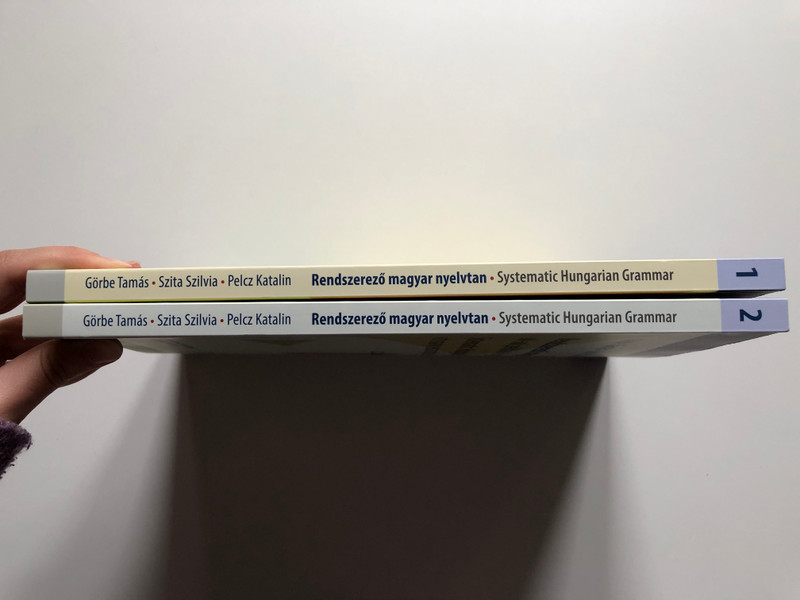 Görbe Tamás • Szita Szilvia • Pelcz Katalin Rendszerező magyar nyelvtan • Systematic Hungarian Grammar 1
Görbe Tamás • Szita Szilvia • Pelcz Katalin Rendszerező magyar nyelvtan • Systematic Hungarian Grammar 2